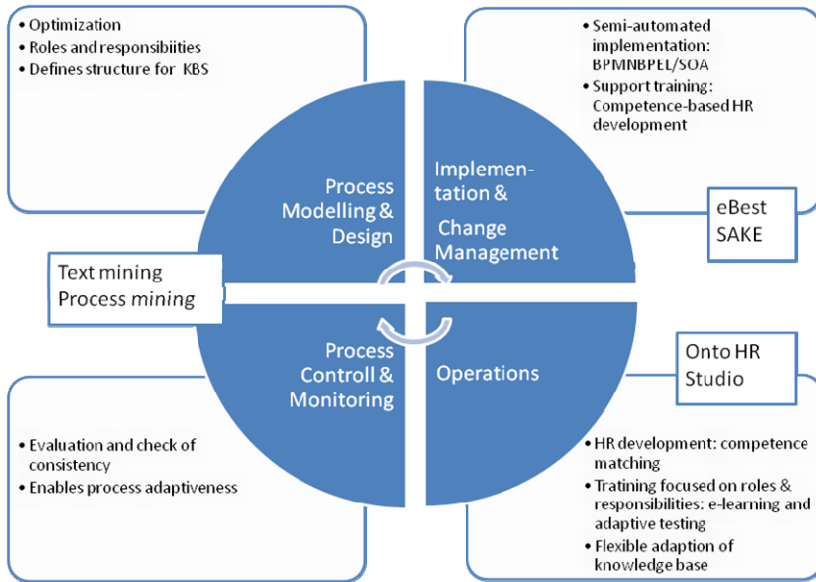 • Optimization
• Roles and responsibiities
• Defines structure for KBS
• Semi-automated
implementation:
BPMNBPEL/SOA
• Support training:
Competence-based HR
development
Process
Modelling &
Design
Implemen-
tation &
Change
Management
eBest
SAKE
Text mining
Process mining
Process
Controll &
Monitoring
Operations
Onto HR
Studio
• Evaluation and check of
consistency
• Enables process adaptiveness
• HR development: competence
matching
• Tratining focused on roles &
responsibilities: e-learning and
adaptive testing
• Flexible adaption of
knowledge base